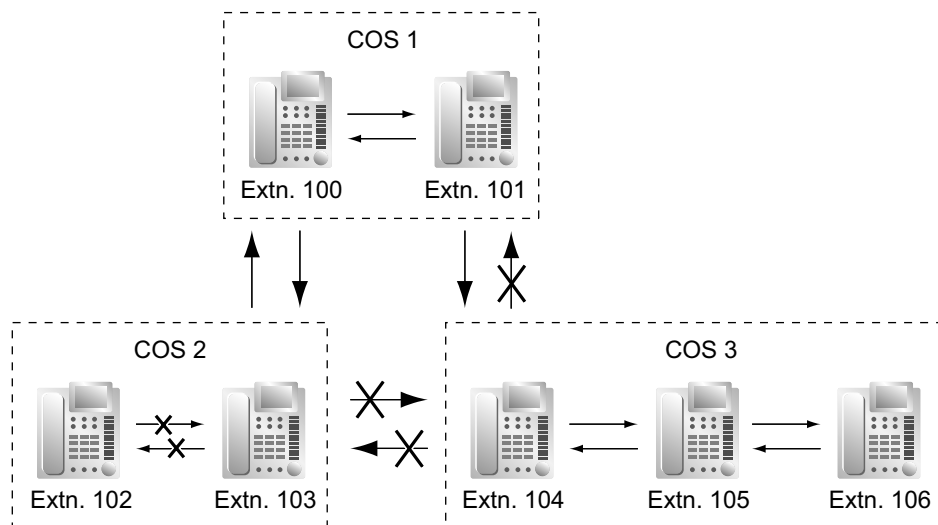 COS 1
Extn. 100 Extn. 101
COS 2
Extn. 102 Extn. 103
COS 3
Extn. 104 Extn. 105 Extn. 106